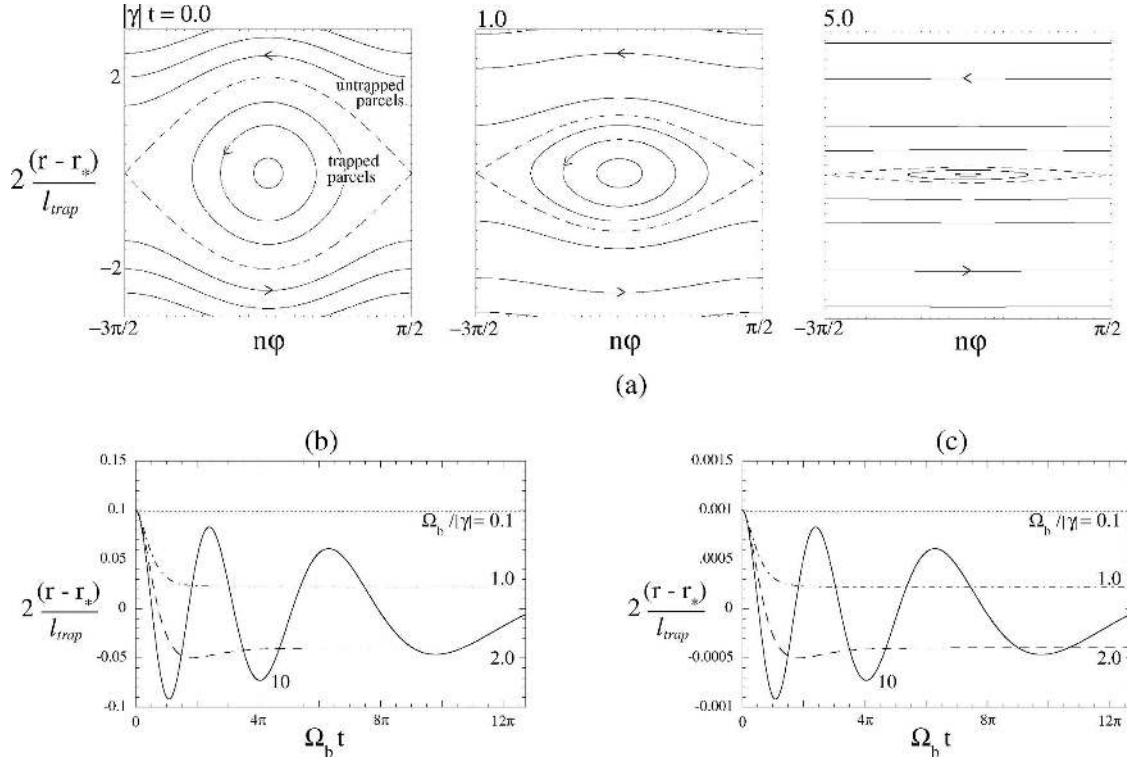 |γ| t = 0.0
1.0
5.0
2
untrapped
parcels
trapped
parcels
2 (r - r*) / l_trap
−2
−3π/2
π/2
−3π/2
π/2
−3π/2
π/2
nφ
nφ
nφ
(a)
(b)
(c)
0.15
0.1
0.05
0
-0.05
-0.1
2 (r - r*) / l_trap
Ω_b /|γ| = 0.1
1.0
2.0
10
0
4π
8π
12π
Ω_b t
0.0015
0.001
0.0005
0
-0.0005
-0.001
2 (r - r*) / l_trap
Ω_b /|γ| = 0.1
1.0
2.0
10
0
4π
8π
12π
Ω_b t